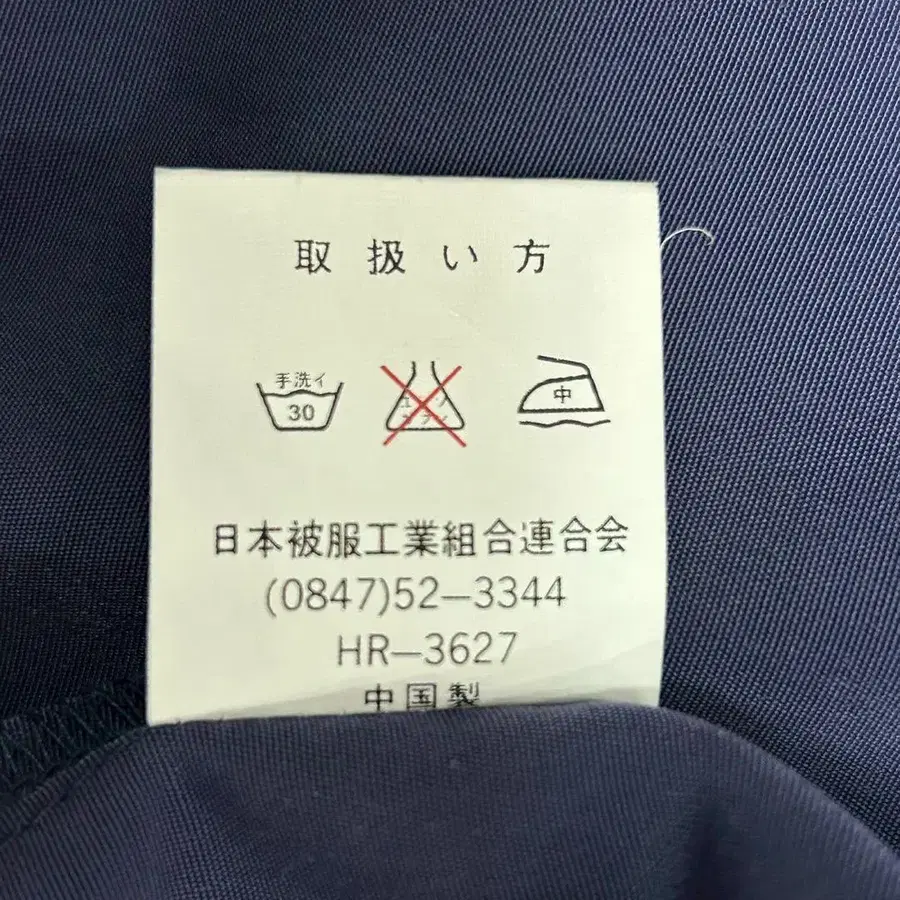 取扱い方
手洗イ
30
中
日本被服工業組合連合会
(0847)52-3344
HR-3627
中国製